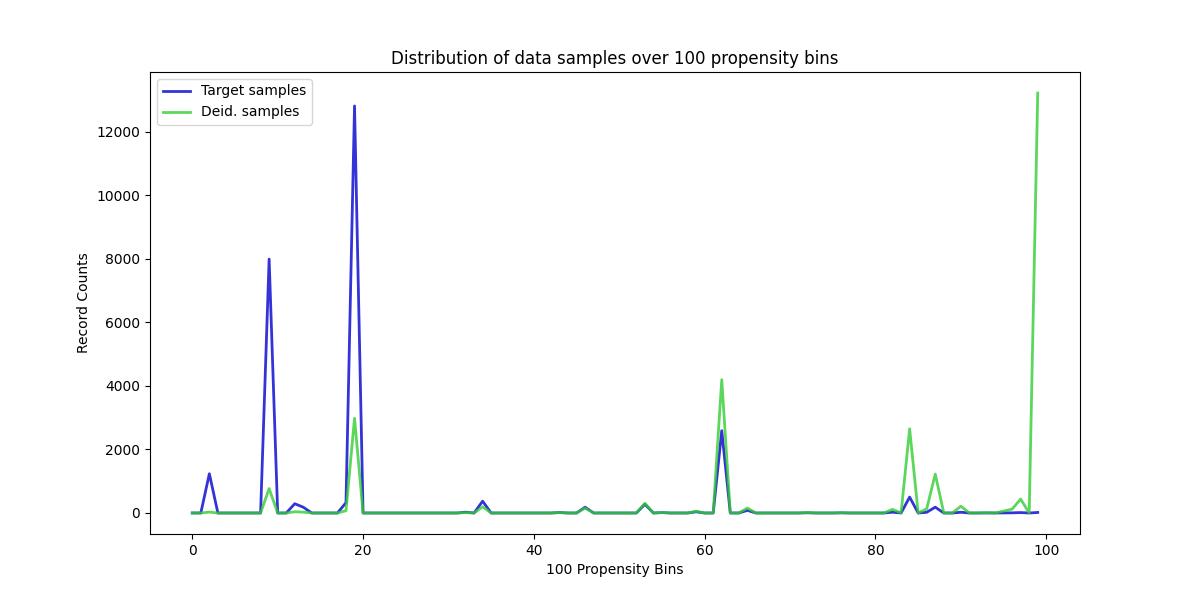 Distribution of data samples over 100 propensity bins
Target samples
Deid. samples
12000
10000
8000
6000
4000
2000
0
Record Counts
0 20 40 60 80 100
100 Propensity Bins